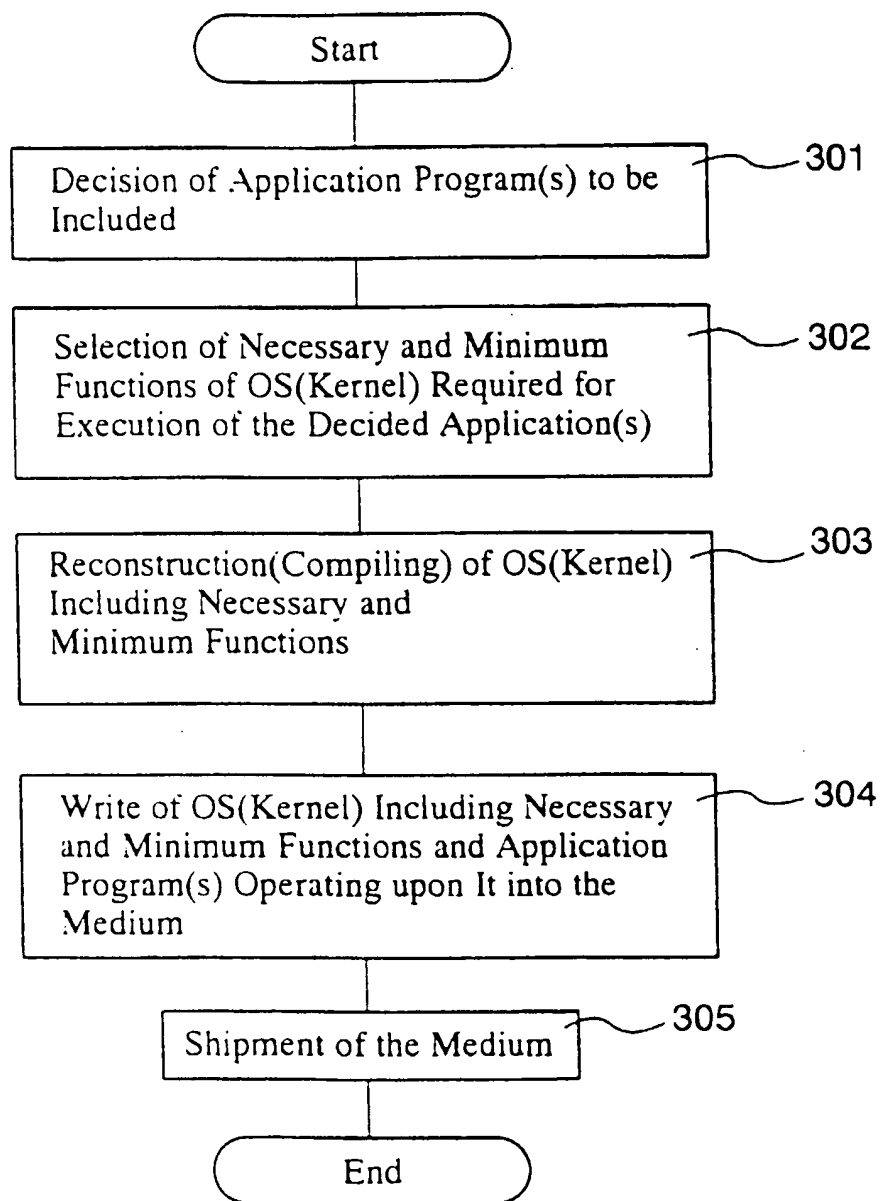 Start
301
Decision of Application Program(s) to be
Included
302
Selection of Necessary and Minimum
Functions of OS(Kernel) Required for
Execution of the Decided Application(s)
303
Reconstruction(Compiling) of OS(Kernel)
Including Necessary and
Minimum Functions
304
Write of OS(Kernel) Including Necessary
and Minimum Functions and Application
Program(s) Operating upon It into the
Medium
305
Shipment of the Medium
End